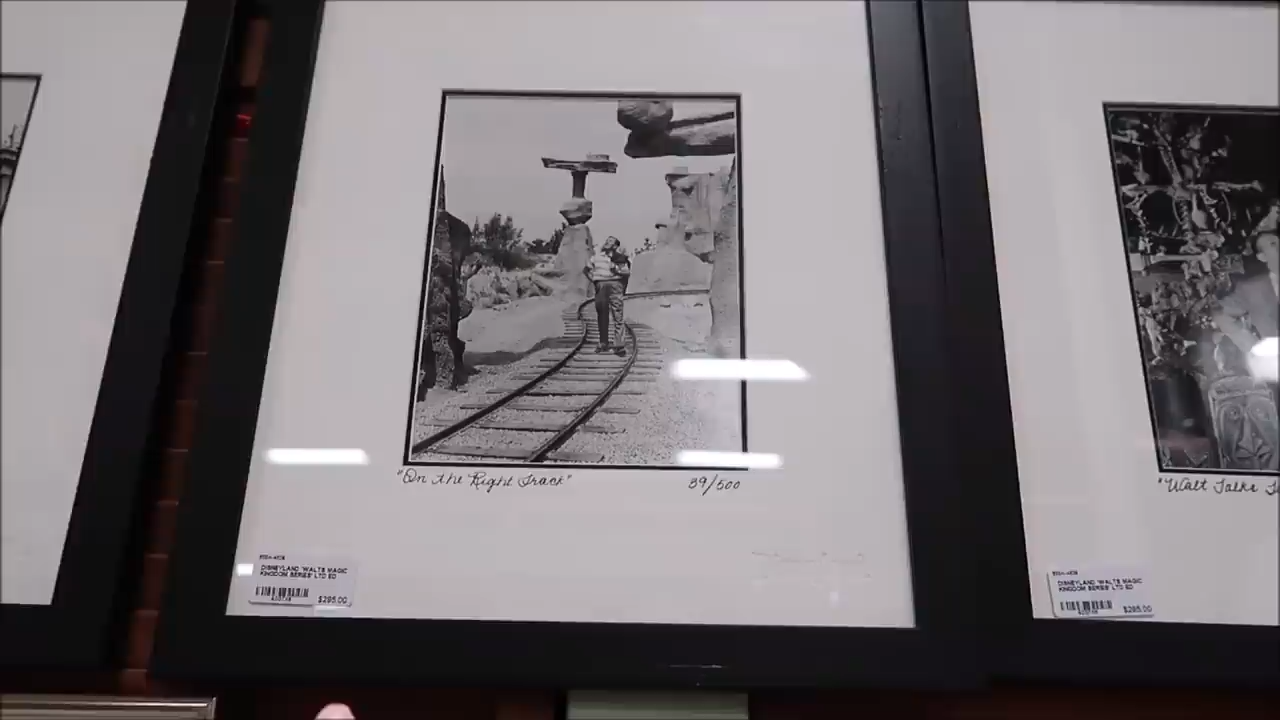 "On the Right Track" 39/500
DISNEYLAND 'WALTS MAGIC
KINGDOM SERIES' LTD ED
$295.00
"Walt Talks
DISNEYLAND 'WALTS MAGIC
KINGDOM SERIES' LTD ED
$295.00